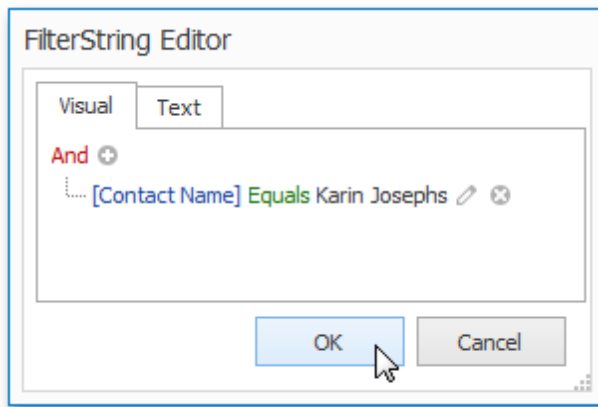 FilterString Editor
Visual Text
And
[Contact Name] Equals Karin Josephs
OK Cancel